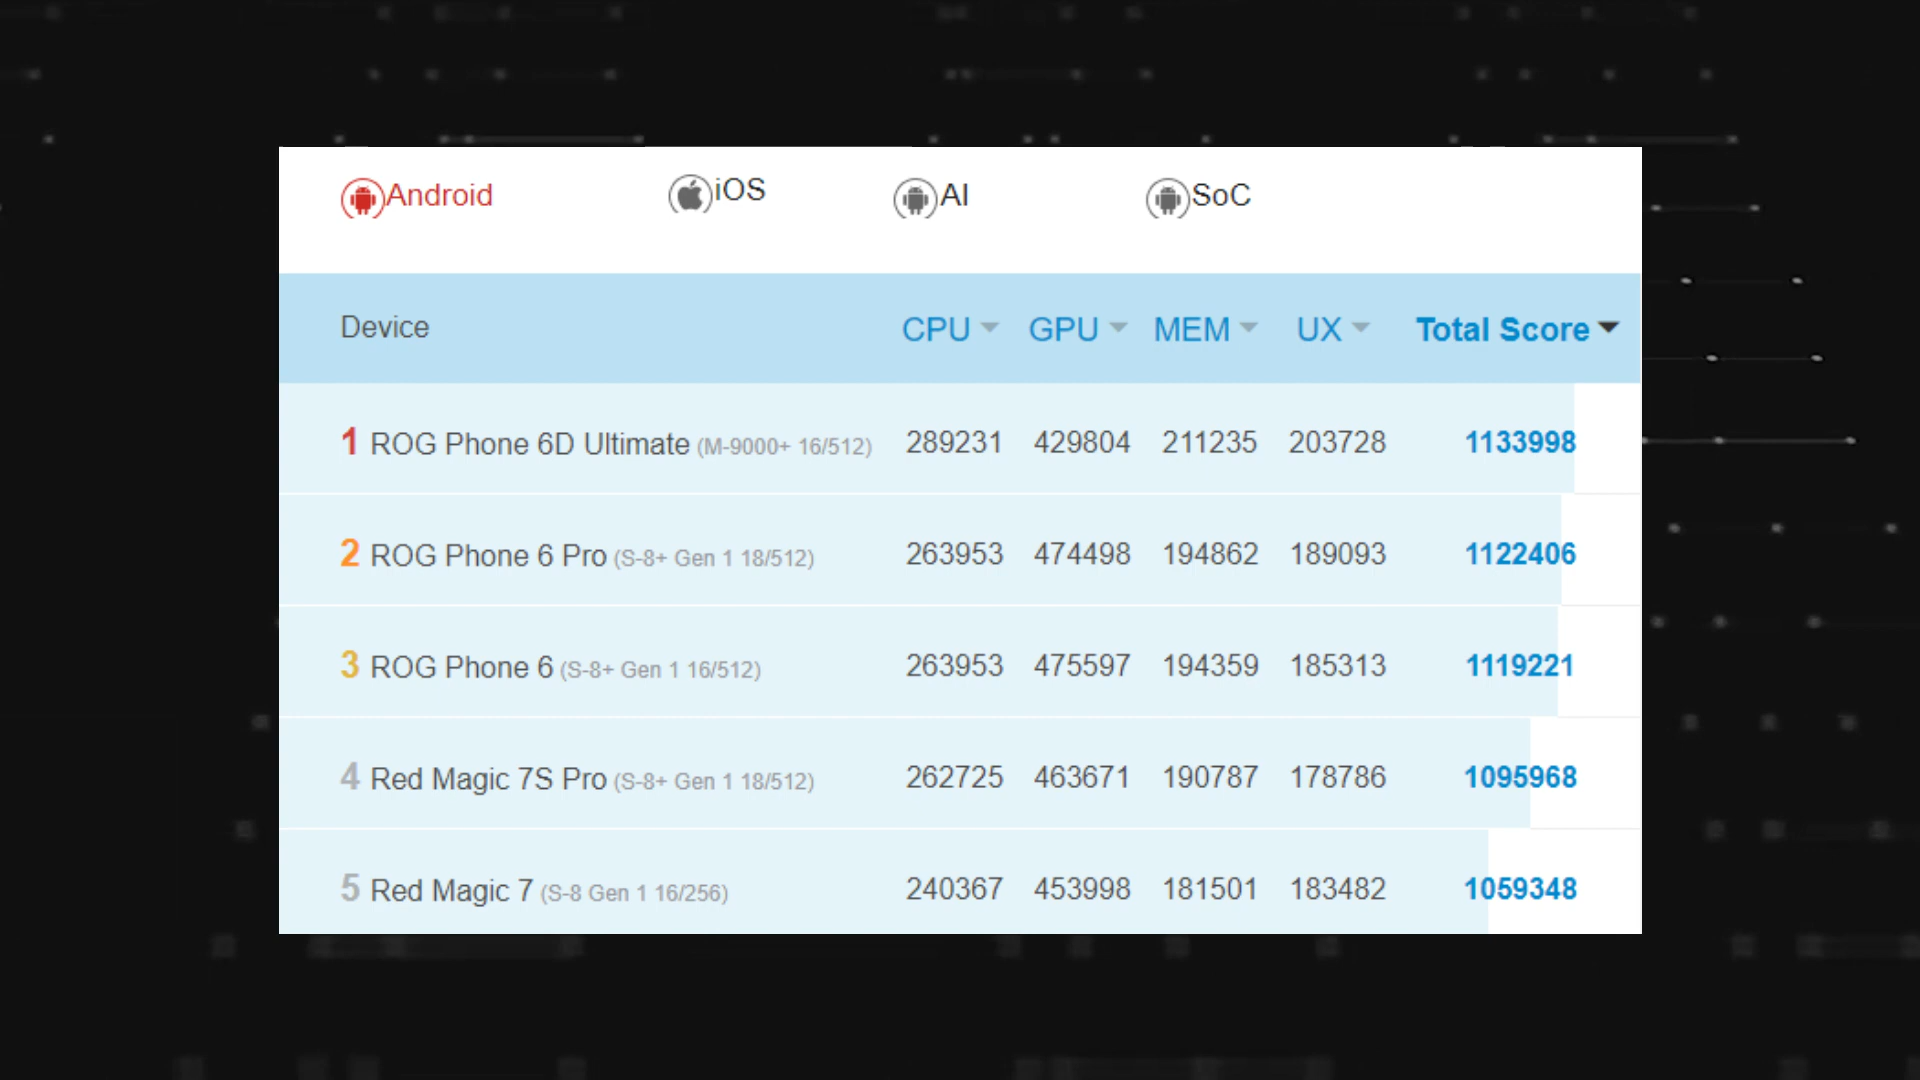 Android iOS AI SoC
Device CPU GPU MEM UX Total Score
1 ROG Phone 6D Ultimate (M-9000+ 16/512) 289231 429804 211235 203728 1133998
2 ROG Phone 6 Pro (S-8+ Gen 1 18/512) 263953 474498 194862 189093 1122406
3 ROG Phone 6 (S-8+ Gen 1 16/512) 263953 475597 194359 185313 1119221
4 Red Magic 7S Pro (S-8+ Gen 1 18/512) 262725 463671 190787 178786 1095968
5 Red Magic 7 (S-8 Gen 1 16/256) 240367 453998 181501 183482 1059348